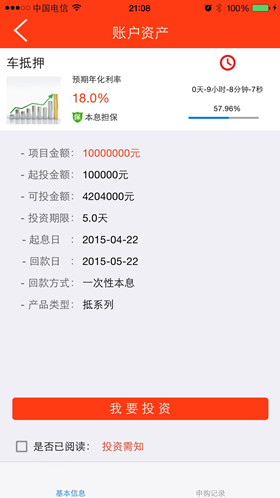 中国电信 21:08 100%
账户资产
车抵押
预期年化利率
18.0%
保 本息担保
0天-9小时-8分钟-7秒
57.96%
- 项目金额： 10000000元
- 起投金额： 100000元
- 可投金额： 4204000元
- 投资期限： 5.0天
- 起息日 ： 2015-04-22
- 回款日 ： 2015-05-22
- 回款方式： 一次性本息
- 产品类型： 抵系列
我 要 投 资
是否已阅读： 投资需知
基本信息 申购记录